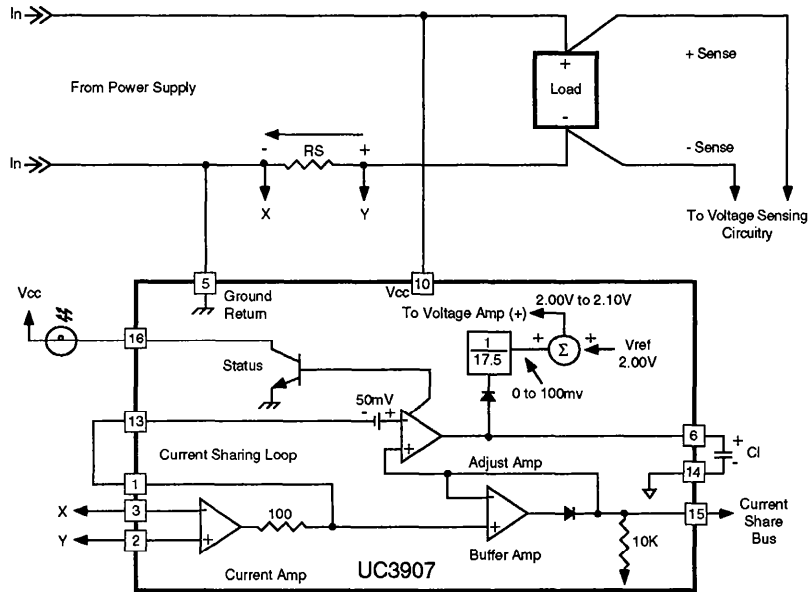 In
+
Load
-
+ Sense
From Power Supply
- RS +
- Sense
In
X
Y
To Voltage Sensing
Circuitry
5
10
Ground
Return
Vcc
Vcc
To Voltage Amp (+)
2.00V to 2.10V
+
+
Σ
Vref
2.00V
1
17.5
0 to 100mv
16
Status
50mV
- +
13
-
+
6
+
CI
-
Current Sharing Loop
Adjust Amp
14
1
X
3
-
100
-
15
Current
Share
Bus
Y
2
+
+
10K
Buffer Amp
Current Amp
UC3907